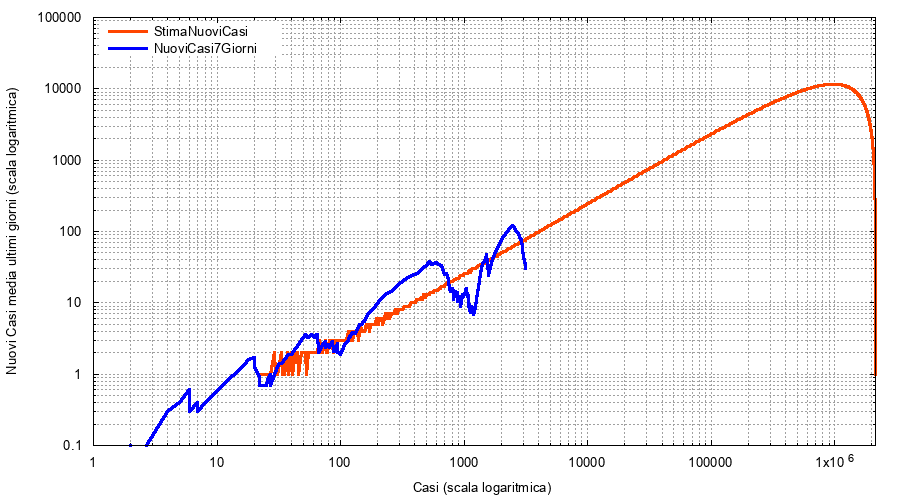 100000
10000
1000
100
10
1
0.1
StimaNuoviCasi
NuoviCasi7Giorni
Nuovi Casi media ultimi giorni (scala logaritmica)
1 10 100 1000 10000 100000 1x10 6
Casi (scala logaritmica)